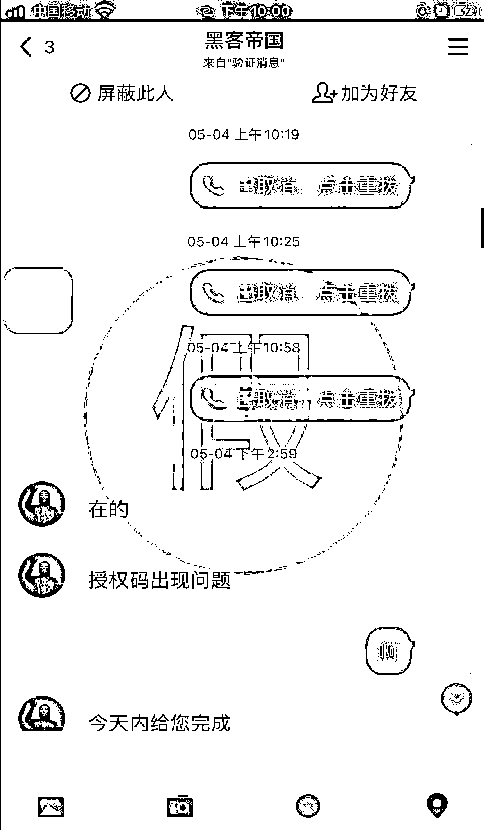 中国移动 下午10:00
3 黑客帝国
来自"验证消息"
屏蔽此人 加为好友
05-04 上午10:19
已取消，点击重拨
05-04 上午10:25
已取消，点击重拨
05-04 上午10:58
已取消，点击重拨
假
05-04 下午2:59
在的
授权码出现问题
啊
今天内给您完成